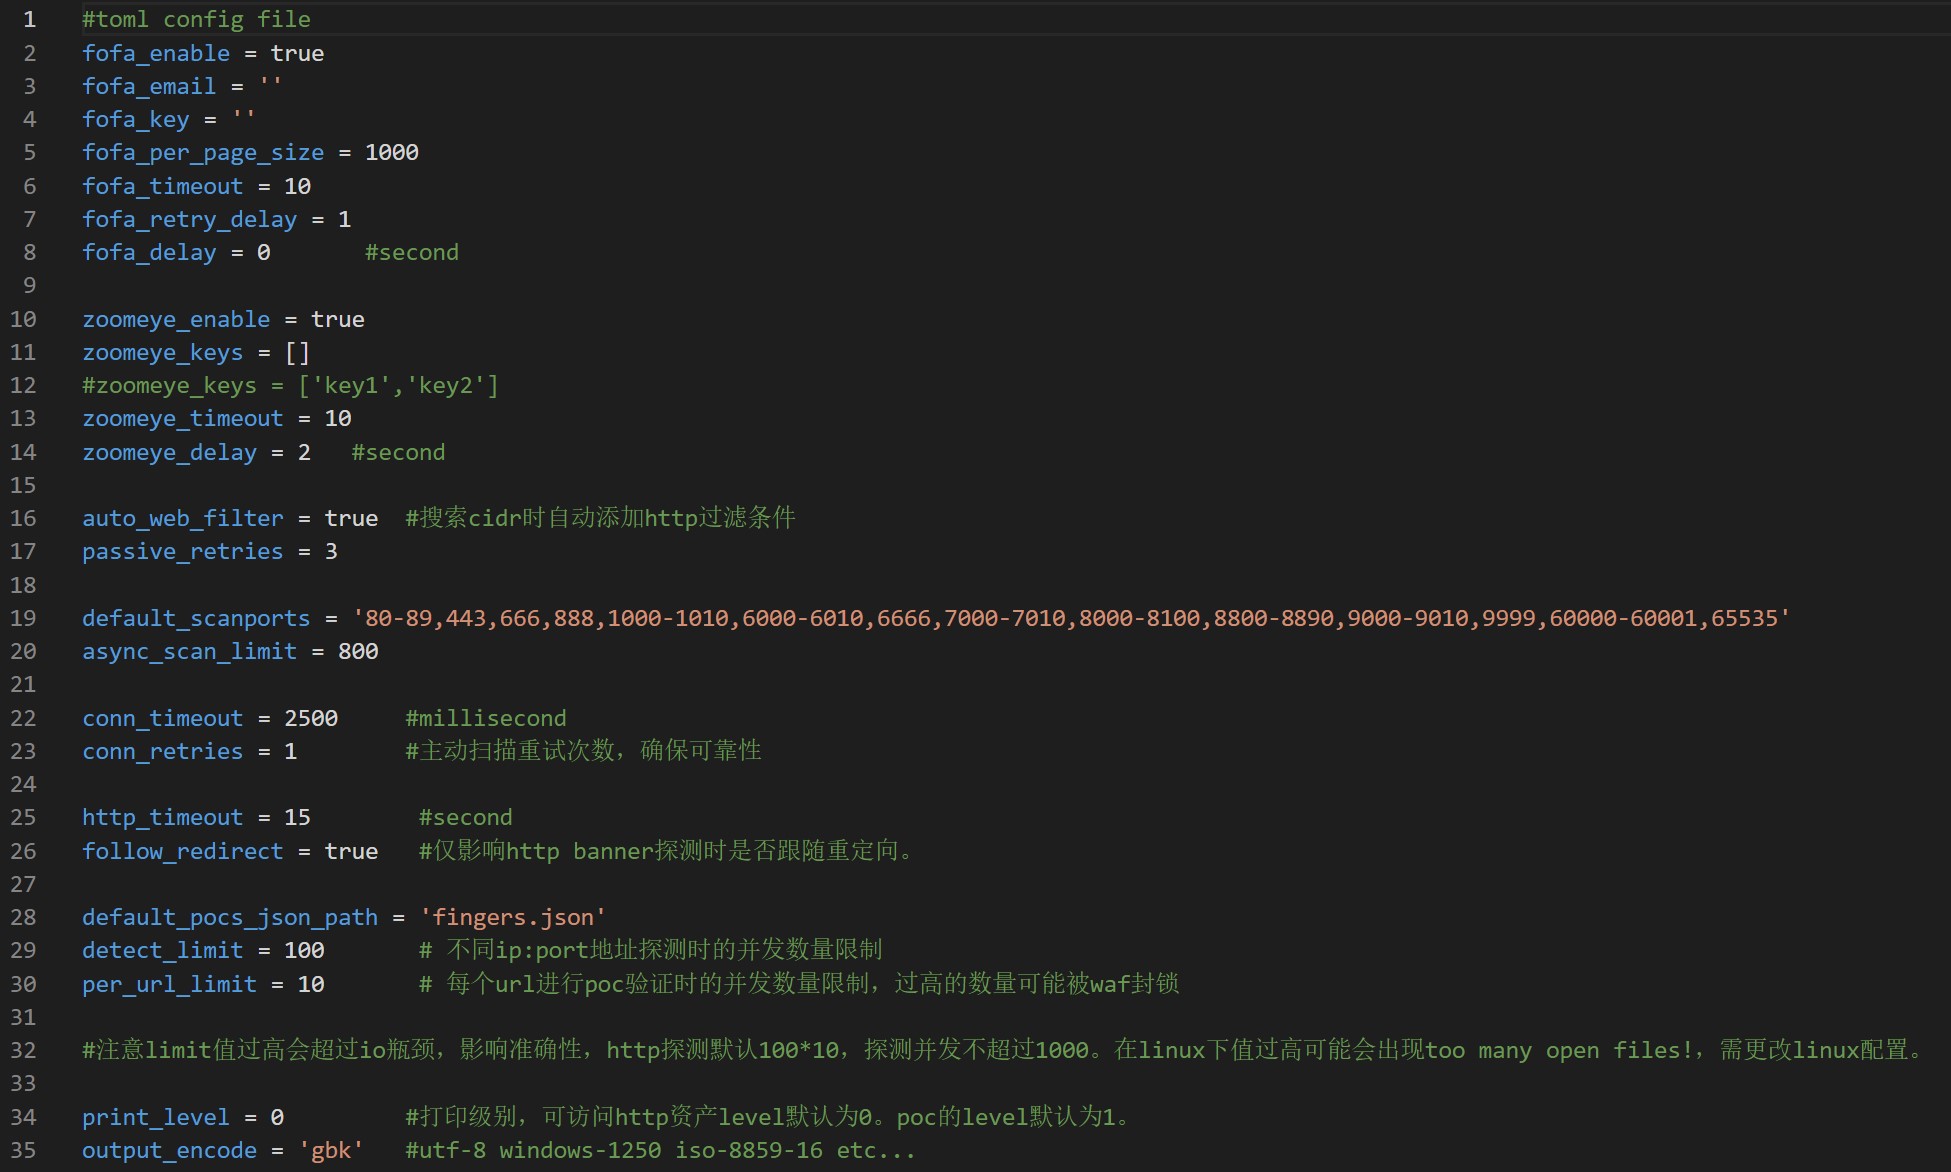 1 #toml config file
2 fofa_enable = true
3 fofa_email = ''
4 fofa_key = ''
5 fofa_per_page_size = 1000
6 fofa_timeout = 10
7 fofa_retry_delay = 1
8 fofa_delay = 0       #second
9
10 zoomeye_enable = true
11 zoomeye_keys = []
12 #zoomeye_keys = ['key1','key2']
13 zoomeye_timeout = 10
14 zoomeye_delay = 2   #second
15
16 auto_web_filter = true  #搜索cidr时自动添加http过滤条件
17 passive_retries = 3
18
19 default_scanports = '80-89,443,666,888,1000-1010,6000-6010,6666,7000-7010,8000-8100,8800-8890,9000-9010,9999,60000-60001,65535'
20 async_scan_limit = 800
21
22 conn_timeout = 2500     #millisecond
23 conn_retries = 1        #主动扫描重试次数，确保可靠性
24
25 http_timeout = 15        #second
26 follow_redirect = true   #仅影响http banner探测时是否跟随重定向。
27
28 default_pocs_json_path = 'fingers.json'
29 detect_limit = 100       # 不同ip:port地址探测时的并发数量限制
30 per_url_limit = 10       # 每个url进行poc验证时的并发数量限制，过高的数量可能被waf封锁
31
32 #注意limit值过高会超过io瓶颈，影响准确性，http探测默认100*10，探测并发不超过1000。在linux下值过高可能会出现too many open files!，需更改linux配置。
33
34 print_level = 0         #打印级别，可访问http资产level默认为0。poc的level默认为1。
35 output_encode = 'gbk'   #utf-8 windows-1250 iso-8859-16 etc...